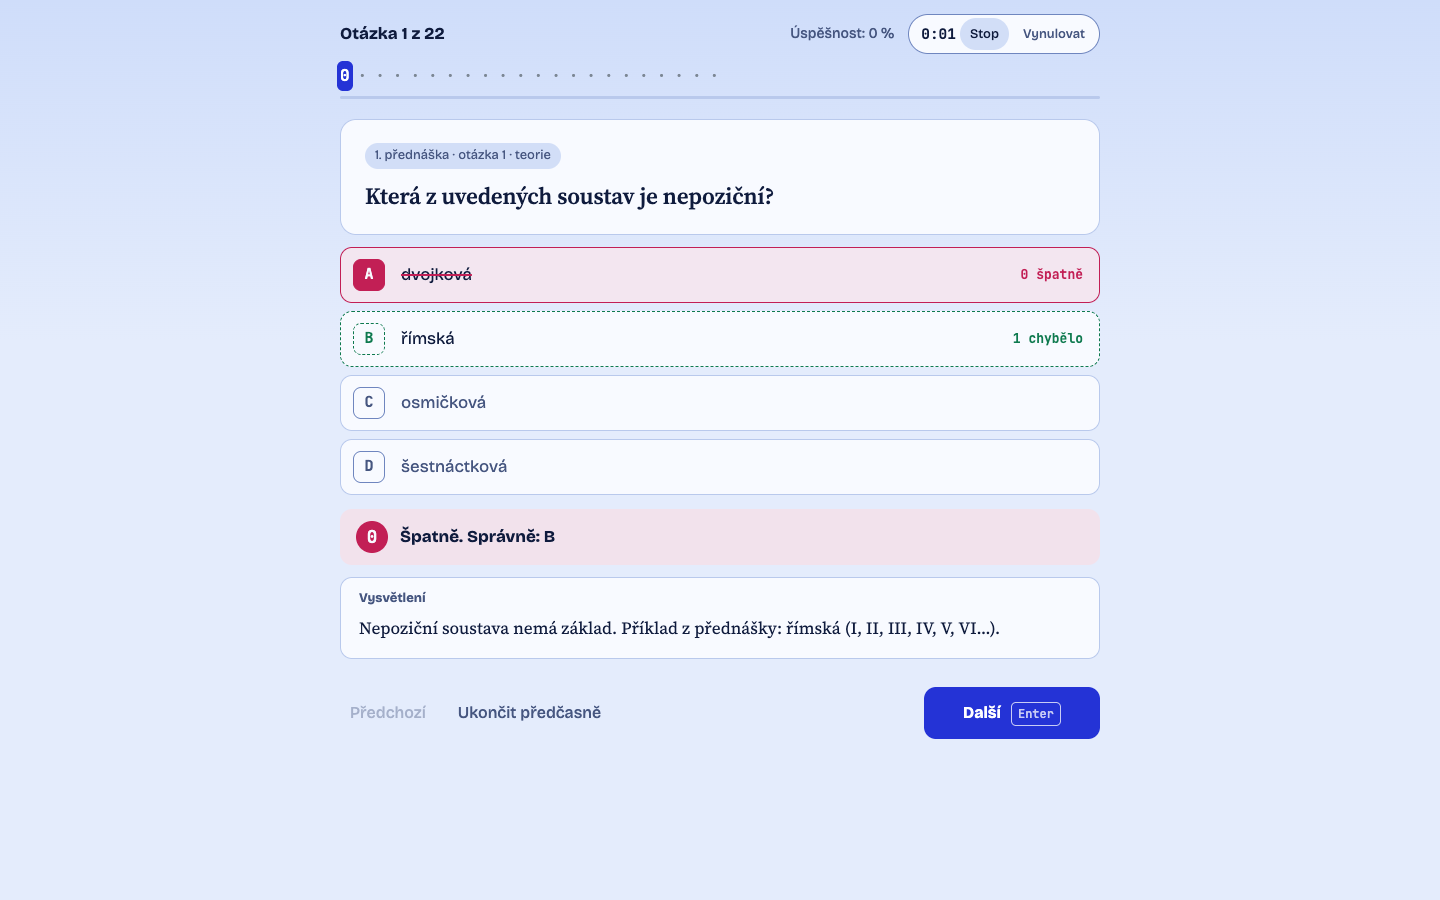 Otázka 1 z 22
Úspěšnost: 0 %
0:01 Stop Vynulovat
0 · · · · · · · · · · · · · · · · · · · · ·
1. přednáška · otázka 1 · teorie
Která z uvedených soustav je nepoziční?
A dvojková 0 špatně
B římská 1 chybělo
C osmičková
D šestnáctková
0 Špatně. Správně: B
Vysvětlení
Nepoziční soustava nemá základ. Příklad z přednášky: římská (I, II, III, IV, V, VI…).
Předchozí Ukončit předčasně Další Enter